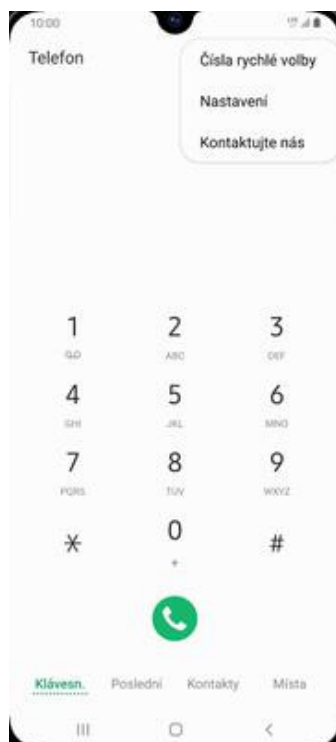 10:00
Telefon
Čísla rychlé volby
Nastavení
Kontaktujte nás
1 2 3
ABC DEF
4 5 6
GHI JKL MNO
7 8 9
PQRS TUV WXYZ
* 0 #
+
Klávesn. Poslední Kontakty Místa